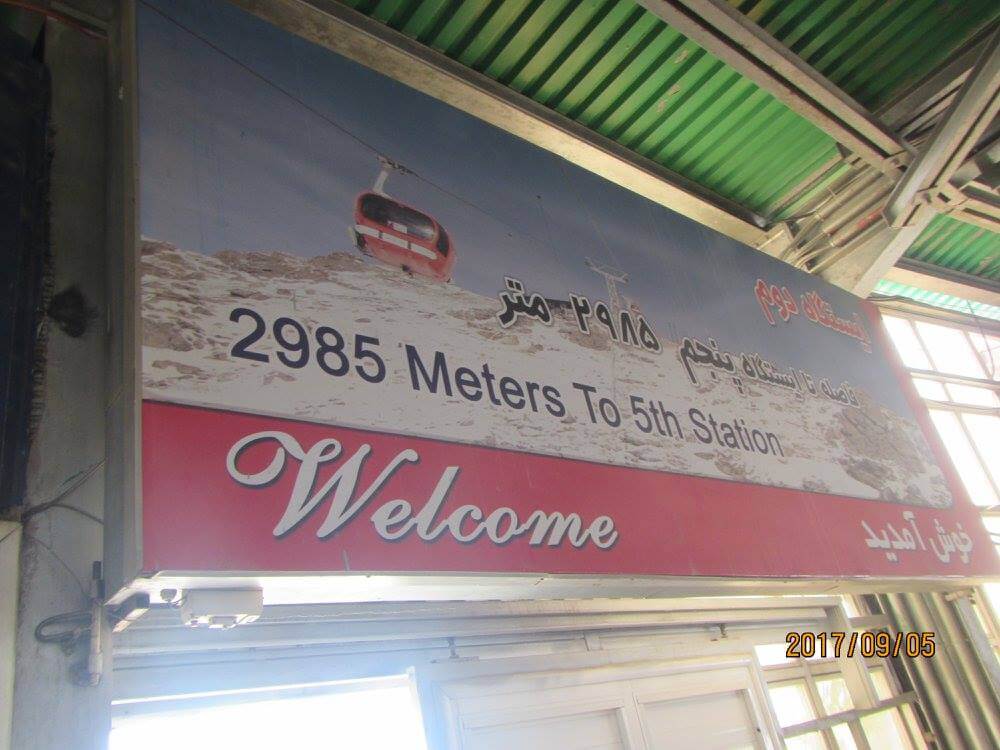 ایستگاه دوم
فاصله تا ایستگاه پنجم ۲۹۸۵ متر
2985 Meters To 5th Station
Welcome
خوش آمدید
2017/09/05